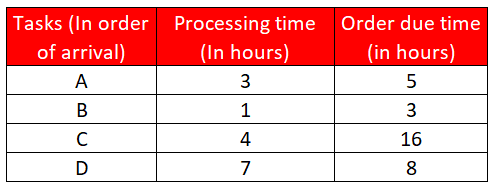 Tasks (In order of arrival) Processing time (In hours) Order due time (in hours)
A 3 5
B 1 3
C 4 16
D 7 8